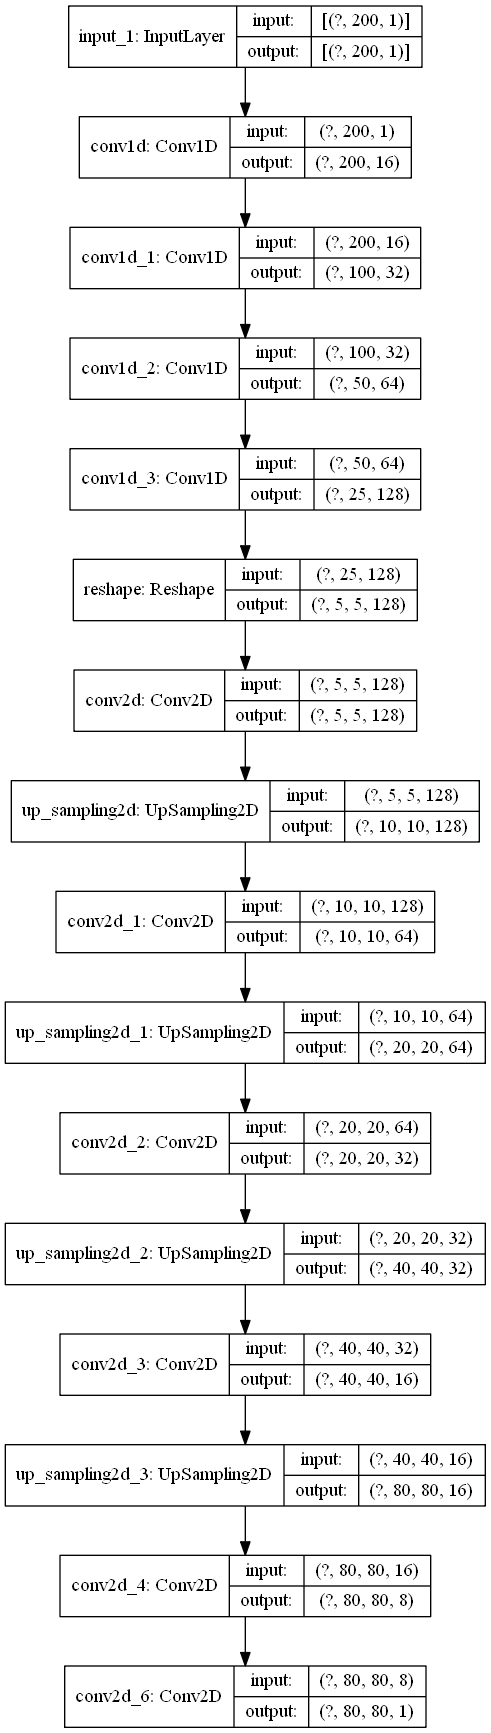 input_1: InputLayer
input: [(?, 200, 1)]
output: [(?, 200, 1)]
conv1d: Conv1D
input: (?, 200, 1)
output: (?, 200, 16)
conv1d_1: Conv1D
input: (?, 200, 16)
output: (?, 100, 32)
conv1d_2: Conv1D
input: (?, 100, 32)
output: (?, 50, 64)
conv1d_3: Conv1D
input: (?, 50, 64)
output: (?, 25, 128)
reshape: Reshape
input: (?, 25, 128)
output: (?, 5, 5, 128)
conv2d: Conv2D
input: (?, 5, 5, 128)
output: (?, 5, 5, 128)
up_sampling2d: UpSampling2D
input: (?, 5, 5, 128)
output: (?, 10, 10, 128)
conv2d_1: Conv2D
input: (?, 10, 10, 128)
output: (?, 10, 10, 64)
up_sampling2d_1: UpSampling2D
input: (?, 10, 10, 64)
output: (?, 20, 20, 64)
conv2d_2: Conv2D
input: (?, 20, 20, 64)
output: (?, 20, 20, 32)
up_sampling2d_2: UpSampling2D
input: (?, 20, 20, 32)
output: (?, 40, 40, 32)
conv2d_3: Conv2D
input: (?, 40, 40, 32)
output: (?, 40, 40, 16)
up_sampling2d_3: UpSampling2D
input: (?, 40, 40, 16)
output: (?, 80, 80, 16)
conv2d_4: Conv2D
input: (?, 80, 80, 16)
output: (?, 80, 80, 8)
conv2d_6: Conv2D
input: (?, 80, 80, 8)
output: (?, 80, 80, 1)